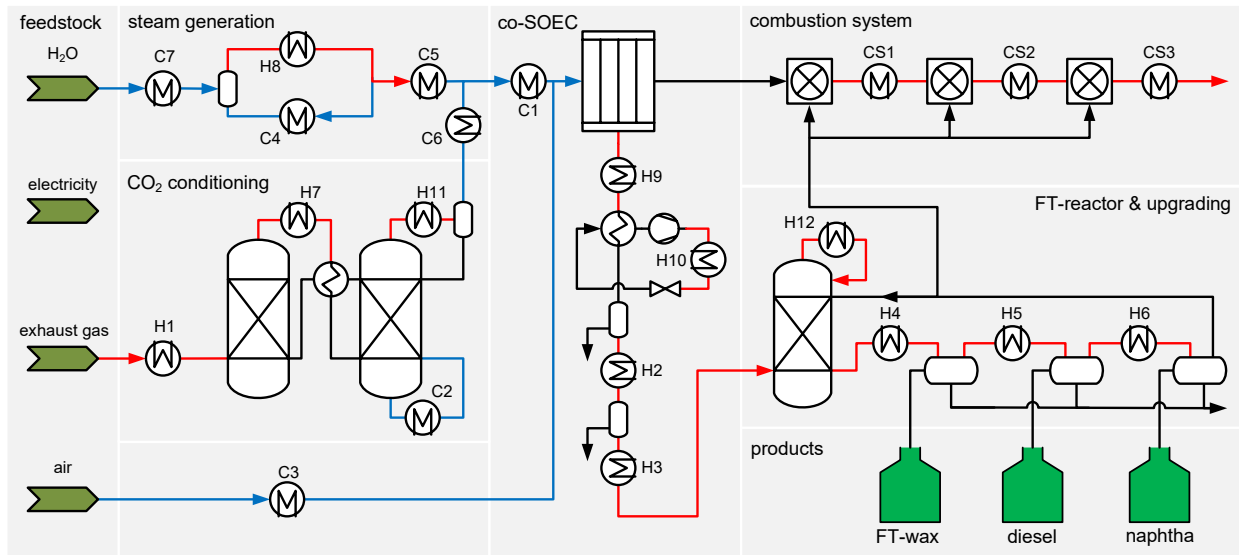 feedstock
steam generation
co-SOEC
combustion system
H₂O
C7
H8
C5
C4
C6
C1
CS1
CS2
CS3
electricity
CO₂ conditioning
H7
H11
H9
H10
FT-reactor & upgrading
H12
exhaust gas
H1
C2
H2
H4
H5
H6
air
C3
H3
products
FT-wax
diesel
naphtha